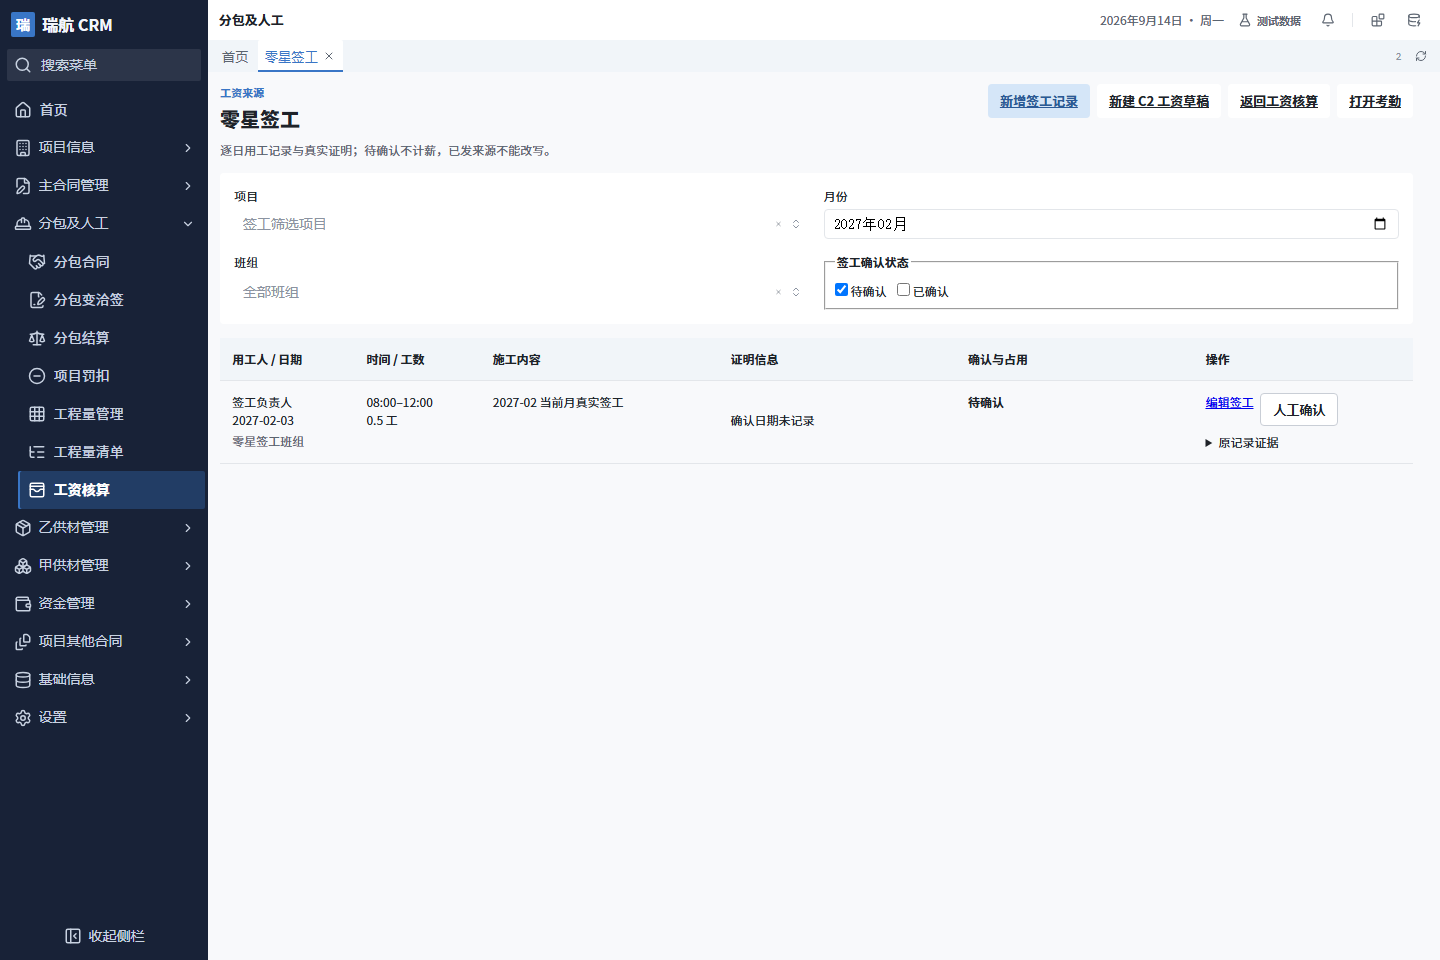 瑞 瑞航 CRM
搜索菜单
首页
项目信息
主合同管理
分包及人工
分包合同
分包变洽签
分包结算
项目罚扣
工程量管理
工程量清单
工资核算
乙供材管理
甲供材管理
资金管理
项目其他合同
基础信息
设置
收起侧栏
分包及人工
2026年9月14日 • 周一 测试数据
首页 零星签工 ×
2
工资来源
零星签工
逐日用工记录与真实证明；待确认不计薪，已发来源不能改写。
新增签工记录 新建 C2 工资草稿 返回工资核算 打开考勤
项目
签工筛选项目 ×
月份
2027年02月
班组
全部班组 ×
签工确认状态
待确认 已确认
用工人 / 日期 时间 / 工数 施工内容 证明信息 确认与占用 操作
签工负责人 08:00–12:00 2027-02 当前月真实签工 待确认 编辑签工 人工确认
2027-02-03 0.5 工 确认日期未记录
零星签工班组 原记录证据